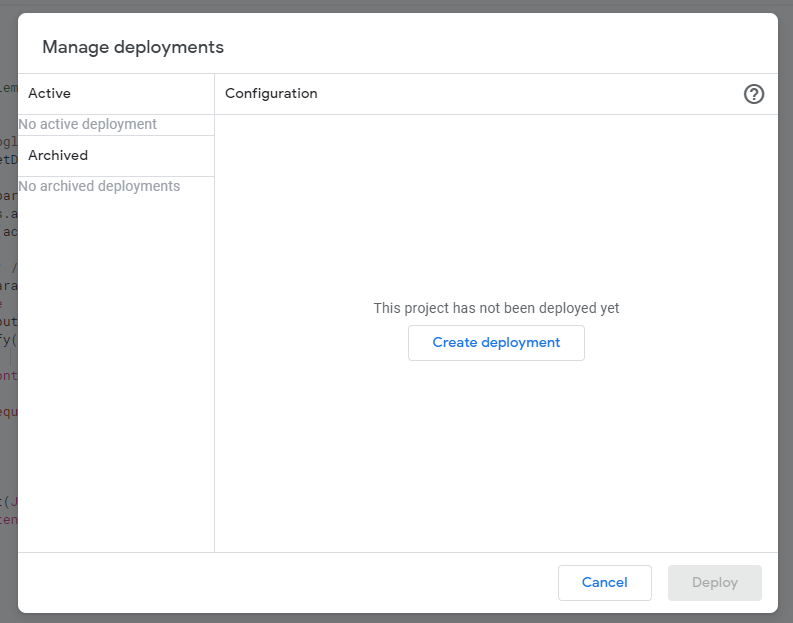 Manage deployments
Active
Configuration
No active deployment
Archived
No archived deployments
This project has not been deployed yet
Create deployment
Cancel
Deploy